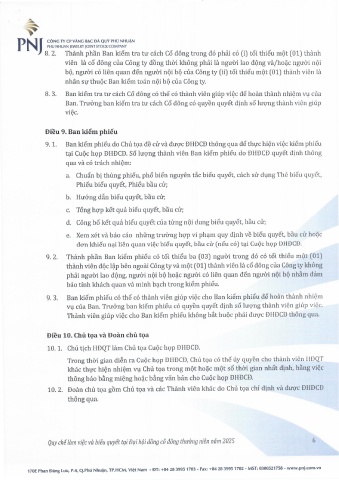 PNJ
CÔNG TY CP VÀNG BẠC ĐÁ QUÝ PHÚ NHUẬN
PHU NHUAN JEWELRY JOINT STOCK COMPANY
8. 2. Thành phần Ban kiểm tra tư cách Cổ đông trong đó phải có (i) tối thiểu một (01) thành
viên là cổ đông của Công ty đồng thời không phải là người lao động và/hoặc người nội
bộ, người có liên quan đến người nội bộ của Công ty (ii) tối thiểu một (01) thành viên là
nhân sự thuộc Ban kiểm toán nội bộ của Công ty.
8. 3. Ban kiểm tra tư cách Cổ đông có thể có thành viên giúp việc để hoàn thành nhiệm vụ của
Ban. Trưởng ban kiểm tra tư cách Cổ đông có quyền quyết định số lượng thành viên giúp
việc.
Điều 9. Ban kiểm phiếu
9. 1. Ban kiểm phiếu do Chủ tọa đề cử và được ĐHĐCĐ thông qua để thực hiện việc kiểm phiếu
tại Cuộc họp ĐHĐCĐ. Số lượng thành viên Ban kiểm phiếu do ĐHĐCĐ quyết định thông
qua và có trách nhiệm:
a. Chuẩn bị thùng phiếu, phổ biến nguyên tắc biểu quyết, cách sử dụng Thẻ biểu quyết,
Phiếu biểu quyết, Phiếu bầu cử;
b. Hướng dẫn biểu quyết, bầu cử;
c. Tổng hợp kết quả biểu quyết, bầu cử;
d. Công bố kết quả biểu quyết của từng nội dung biểu quyết, bầu cử;
e. Xem xét và báo cáo những trường hợp vi phạm quy định về biểu quyết, bầu cử hoặc
đơn khiếu nại liên quan việc biểu quyết, bầu cử (nếu có) tại Cuộc họp ĐHĐCĐ.
9. 2. Thành phần Ban kiểm phiếu có tối thiểu ba (03) người trong đó có tối thiểu một (01)
thành viên độc lập bên ngoài Công ty và một (01) thành viên là cổ đông của Công ty không
phải người lao động, người nội bộ hoặc người có liên quan đến người nội bộ nhằm đảm
bảo tính khách quan và minh bạch trong kiểm phiếu.
9. 3. Ban kiểm phiếu có thể có thành viên giúp việc cho Ban kiểm phiếu để hoàn thành nhiệm
vụ của Ban. Trưởng ban kiểm phiếu có quyền quyết định số lượng thành viên giúp việc.
Thành viên giúp việc cho Ban kiểm phiếu không bắt buộc phải được ĐHĐCĐ thông qua.
Điều 10. Chủ tọa và Đoàn chủ tọa
10. 1. Chủ tịch HĐQT làm Chủ tọa Cuộc họp ĐHĐCĐ.
Trong thời gian diễn ra Cuộc họp ĐHĐCĐ, Chủ tọa có thể ủy quyền cho thành viên HĐQT
khác thực hiện nhiệm vụ Chủ tọa trong một hoặc một số thời gian nhất định, bằng việc
thông báo bằng miệng hoặc bằng văn bản cho Cuộc họp ĐHĐCĐ.
10. 2. Đoàn chủ tọa gồm Chủ tọa và các Thành viên khác do Chủ tọa chỉ định và được ĐHĐCĐ
thông qua.
Quy chế làm việc và biểu quyết tại Đại hội đồng cổ đông thường niên năm 2025
6
170E Phan Đăng Lưu, P.4, Q.Phú Nhuận, TP.HCM, Việt Nam - ĐT: +84 28 3995 1703 - Fax: +84 28 3995 1702 - MST: 0300521758 - www.pnj.com.vn